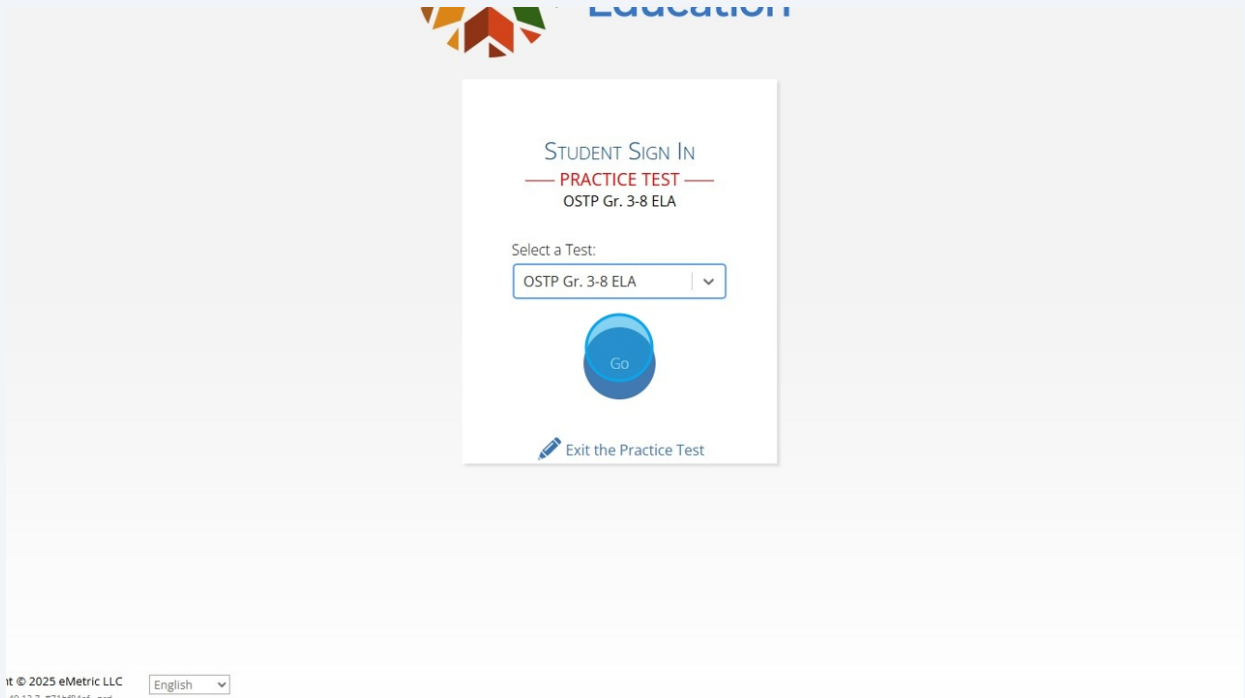 Education
STUDENT SIGN IN
PRACTICE TEST
OSTP Gr. 3-8 ELA
Select a Test:
OSTP Gr. 3-8 ELA
Go
Exit the Practice Test
© 2025 eMetric LLC
English